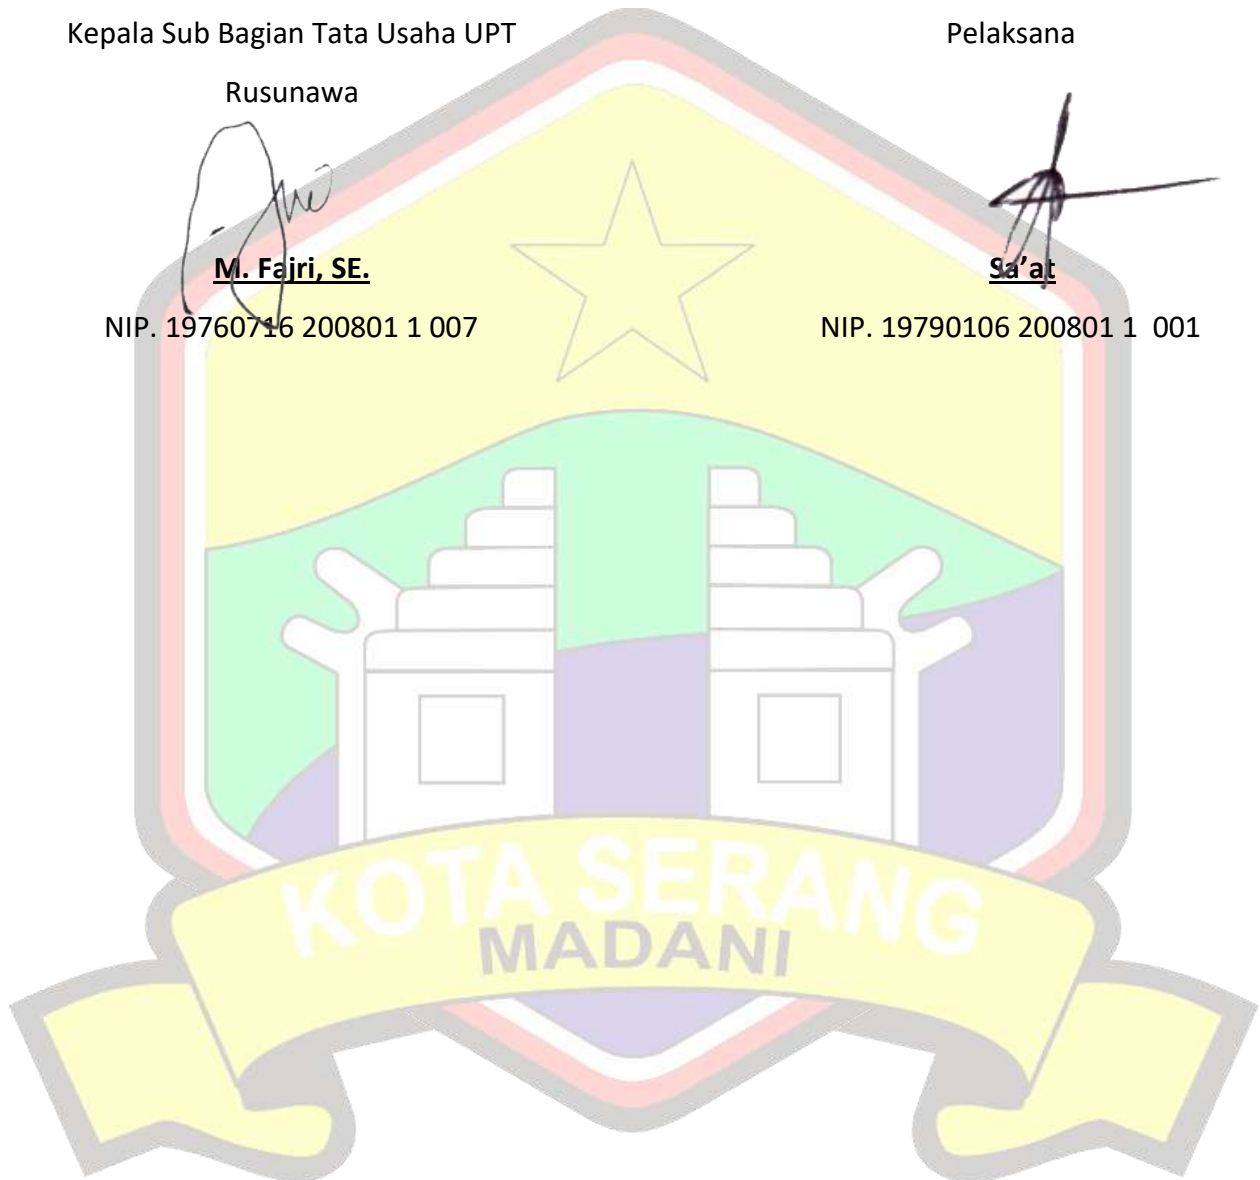 Kepala Sub Bagian Tata Usaha UPT
Rusunawa
M. Fajri, SE.
NIP. 19760716 200801 1 007
Pelaksana
Sa’at
NIP. 19790106 200801 1  001
KOTA SERANG
MADANI